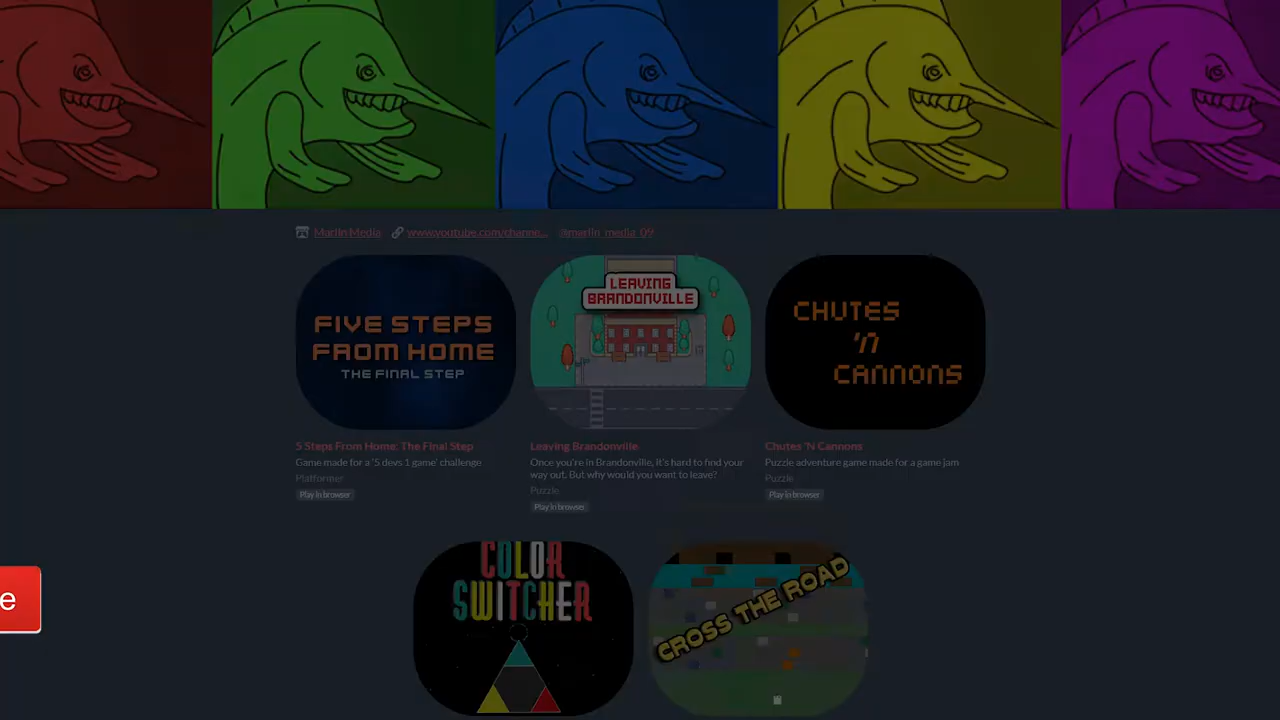 Marlin Media www.youtube.com/channe... @marlin_media_09
FIVE STEPS
FROM HOME
THE FINAL STEP
LEAVING
BRANDONVILLE
CHUTES
'N
CANNONS
5 Steps From Home: The Final Step
Game made for a '5 devs 1 game' challenge
Platformer
Play in browser
Leaving Brandonville
Once you're in Brandonville, it's hard to find your
way out. But why would you want to leave?
Puzzle
Play in browser
Chutes 'N Cannons
Puzzle adventure game made for a game jam
Puzzle
Play in browser
COLOR
SWITCHER
CROSS THE ROAD
e